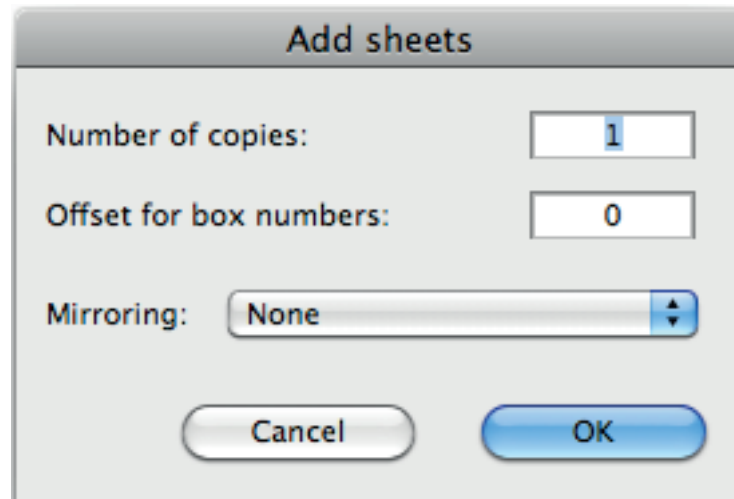 Add sheets
Number of copies: 1
Offset for box numbers: 0
Mirroring: None
Cancel OK